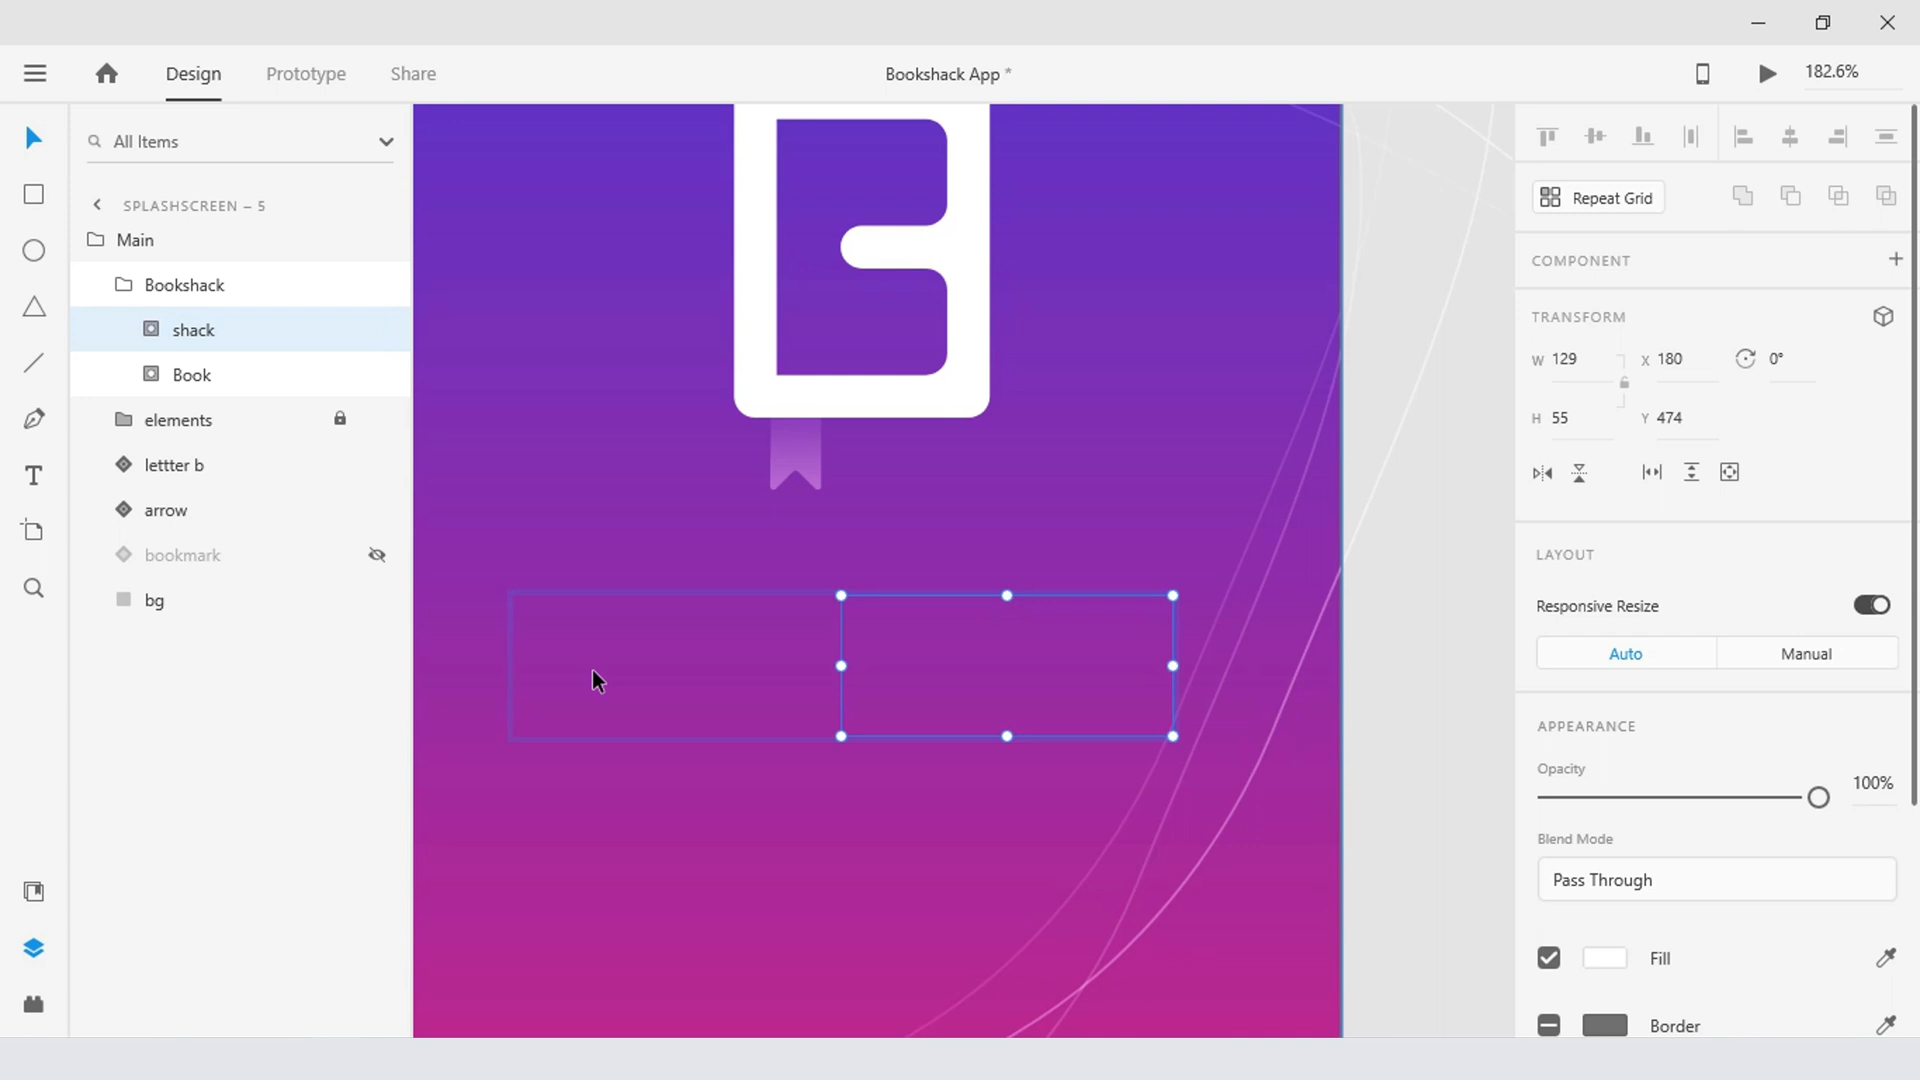 Design
Prototype
Share
Bookshack App *
182.6%
All Items
SPLASHSCREEN – 5
Main
Bookshack
shack
Book
elements
lettter b
arrow
bookmark
bg
T
B
Repeat Grid
COMPONENT
TRANSFORM
W 129 X 180 0°
H 55 Y 474
LAYOUT
Responsive Resize
Auto Manual
APPEARANCE
Opacity
100%
Blend Mode
Pass Through
Fill
Border